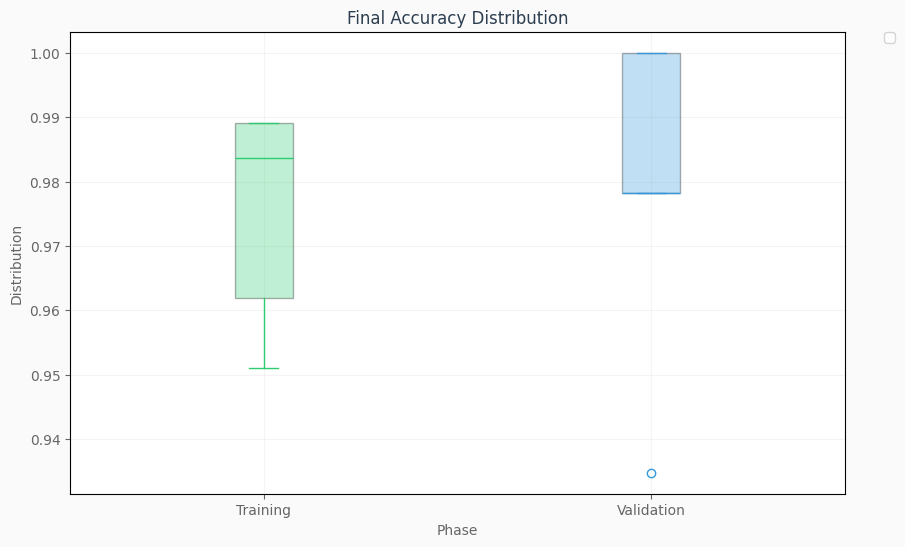 Final Accuracy Distribution
1.00
0.99
0.98
0.97
0.96
0.95
0.94
Distribution
Training
Validation
Phase